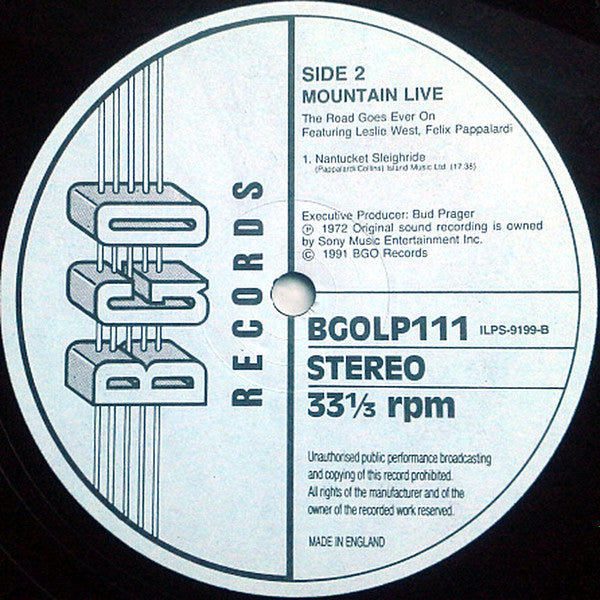 BGO
RECORDS
SIDE 2
MOUNTAIN LIVE
The Road Goes Ever On
Featuring Leslie West, Felix Pappalardi
1. Nantucket Sleighride
(Pappalardi Collins) Island Music Ltd. (17.38)
Executive Producer: Bud Prager
℗ 1972 Original sound recording is owned
by Sony Music Entertainment Inc.
© 1991 BGO Records
BGOLP111 ILPS-9199-B
STEREO
33⅓ rpm
Unauthorised public performance broadcasting
and copying of this record prohibited.
All rights of the manufacturer and of the
owner of the recorded work reserved.
MADE IN ENGLAND